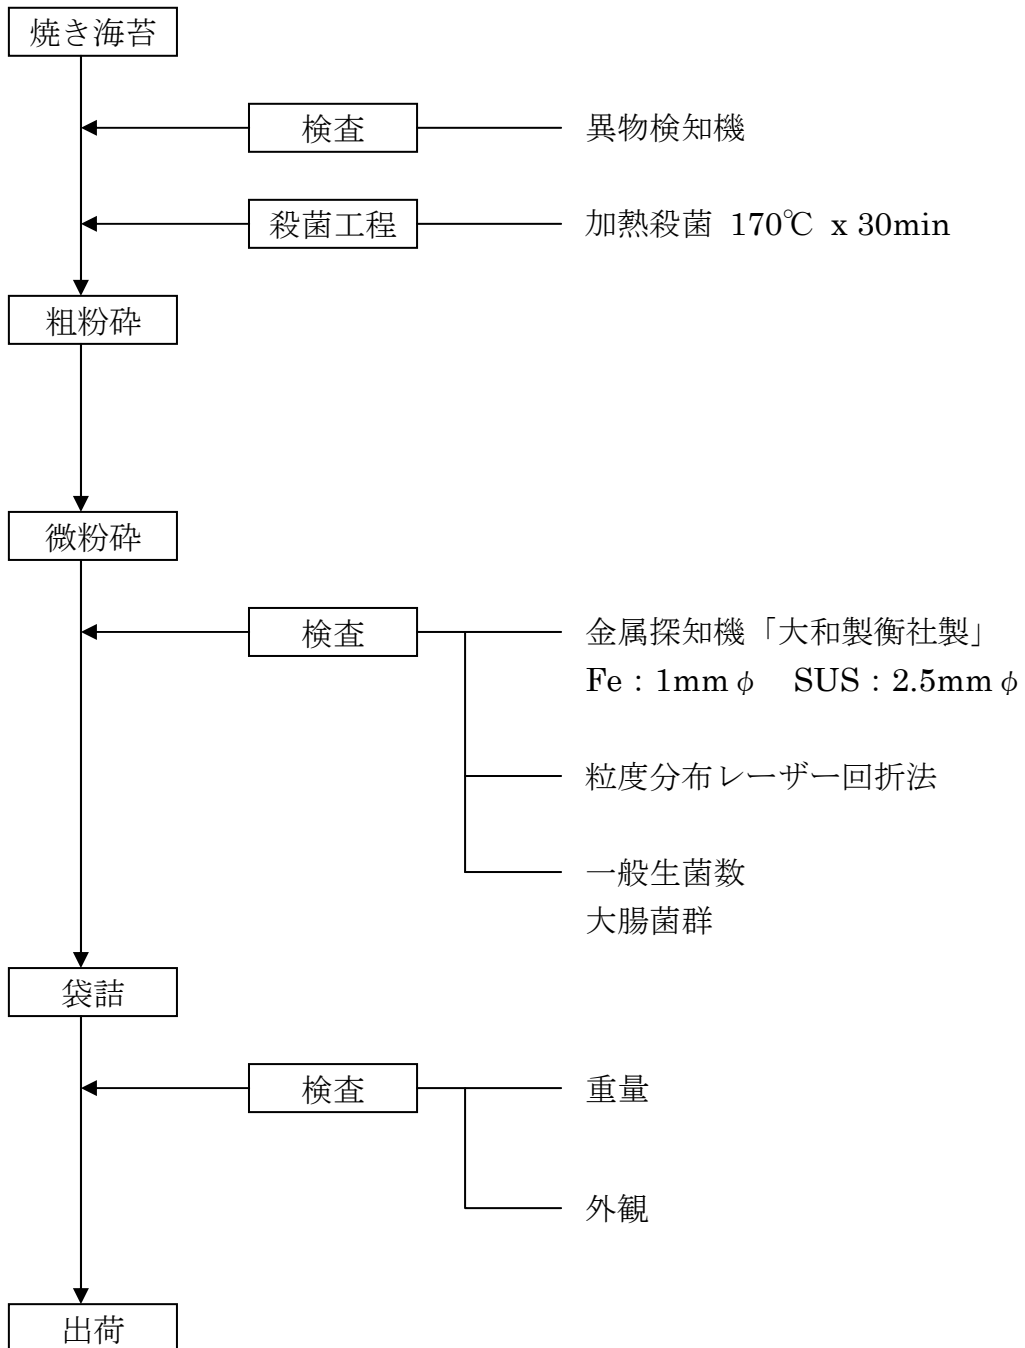 焼き海苔
検査
異物検知機
殺菌工程
加熱殺菌 170℃ x 30min
粗粉砕
微粉砕
検査
金属探知機「大和製衡社製」
Fe : 1mmφ SUS : 2.5mmφ
粒度分布レーザー回折法
一般生菌数
大腸菌群
袋詰
検査
重量
外観
出荷